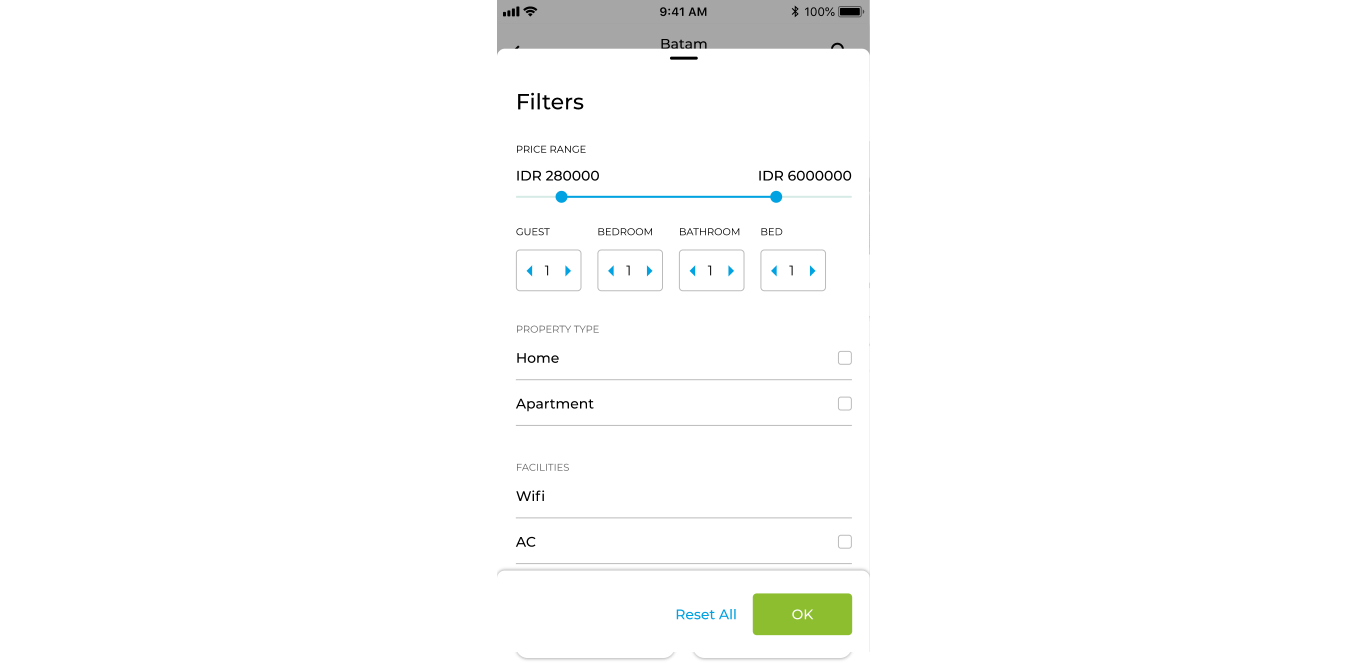 9:41 AM
100%
Batam
Filters
PRICE RANGE
IDR 280000 IDR 6000000
GUEST BEDROOM BATHROOM BED
1 1 1 1
PROPERTY TYPE
Home
Apartment
FACILITIES
Wifi
AC
Reset All OK